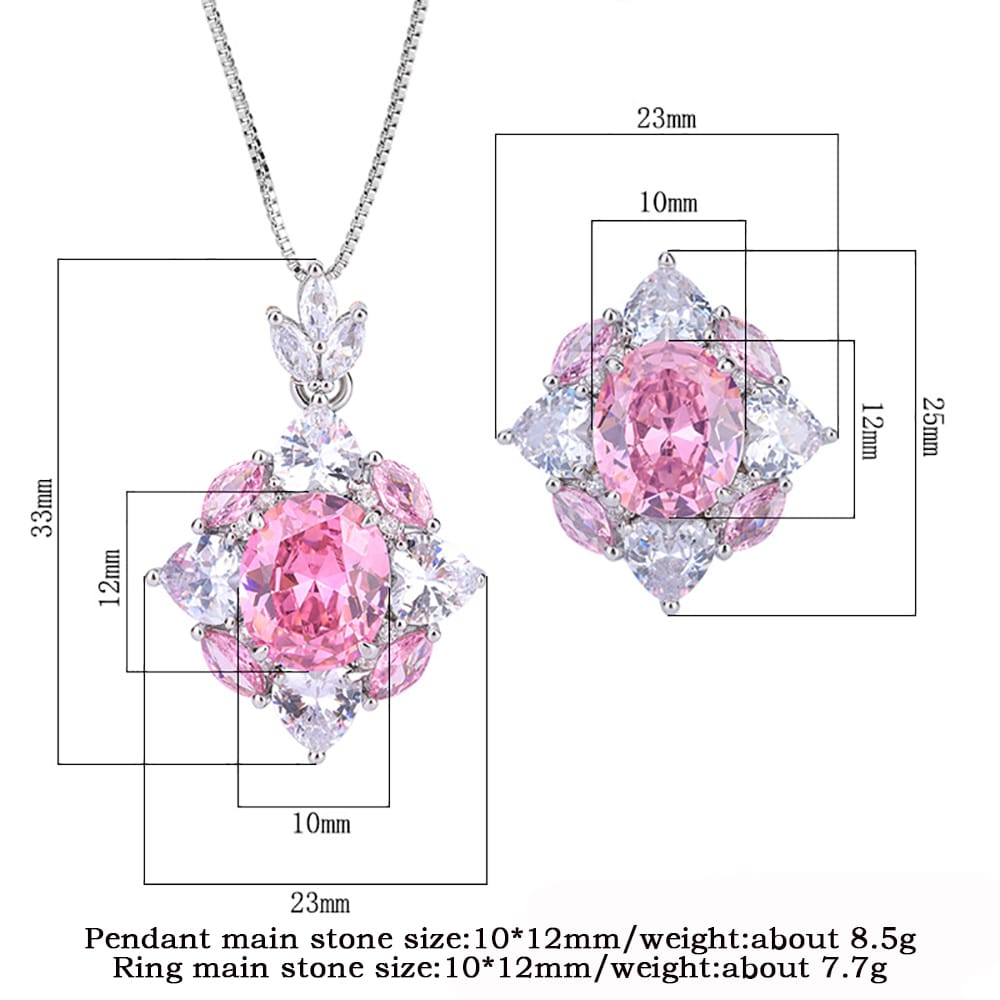 23mm
10mm
12mm
25mm
33mm
12mm
10mm
23mm
Pendant main stone size:10*12mm/weight:about 8.5g
Ring main stone size:10*12mm/weight:about 7.7g